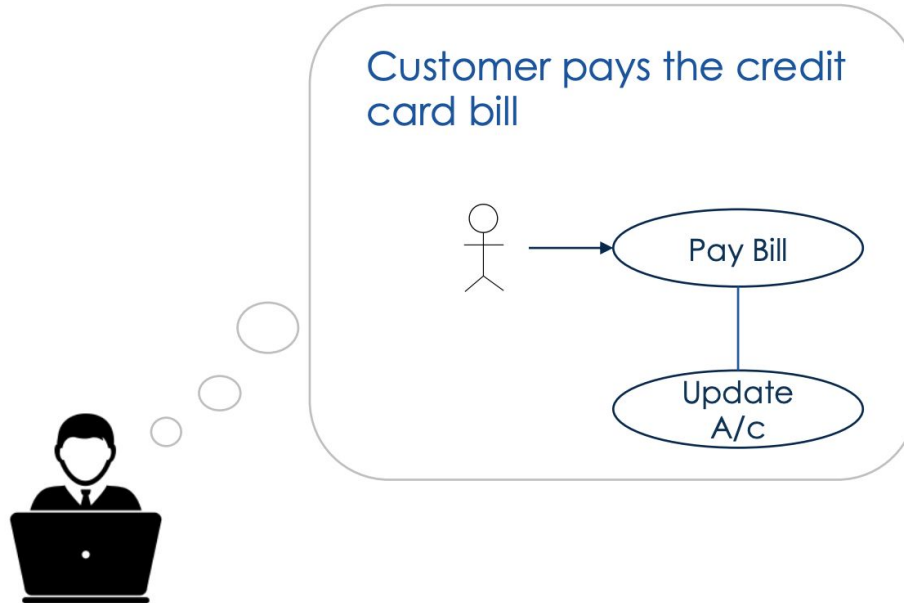 Customer pays the credit
card bill
Pay Bill
Update
A/c